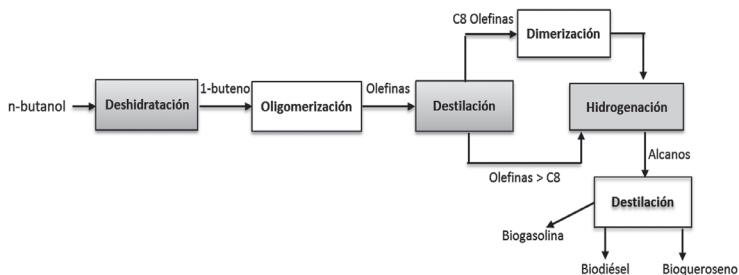 C8 Olefinas
Dimerización
n-butanol
Deshidratación
1-buteno
Oligomerización
Olefinas
Destilación
Hidrogenación
Olefinas > C8
Alcanos
Destilación
Biogasolina
Biodiésel
Bioqueroseno